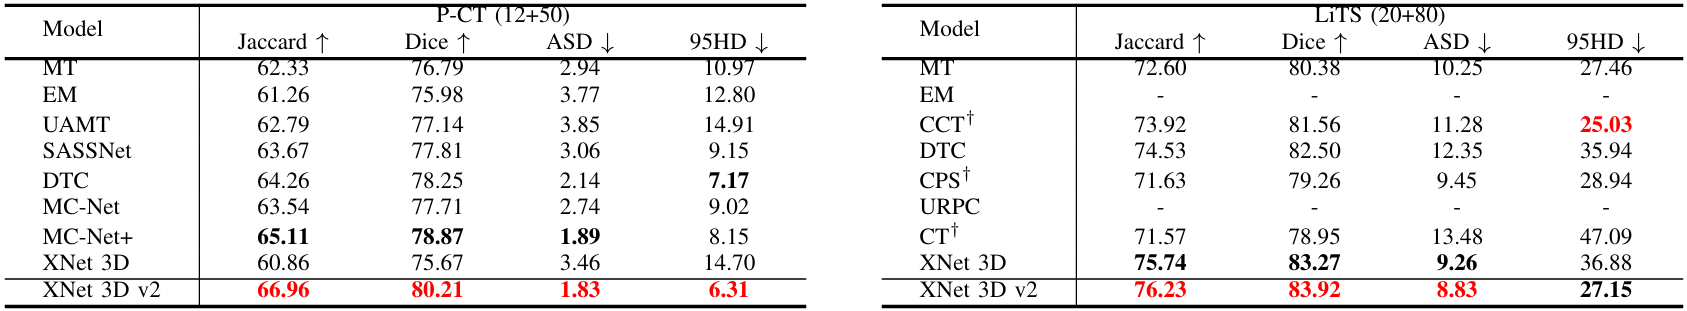 P-CT (12+50)
Model
Jaccard ↑ Dice ↑ ASD ↓ 95HD ↓
MT 62.33 76.79 2.94 10.97
EM 61.26 75.98 3.77 12.80
UAMT 62.79 77.14 3.85 14.91
SASSNet 63.67 77.81 3.06 9.15
DTC 64.26 78.25 2.14 7.17
MC-Net 63.54 77.71 2.74 9.02
MC-Net+ 65.11 78.87 1.89 8.15
XNet 3D 60.86 75.67 3.46 14.70
XNet 3D v2 66.96 80.21 1.83 6.31
LiTS (20+80)
Model
Jaccard ↑ Dice ↑ ASD ↓ 95HD ↓
MT 72.60 80.38 10.25 27.46
EM - - - -
CCT† 73.92 81.56 11.28 25.03
DTC 74.53 82.50 12.35 35.94
CPS† 71.63 79.26 9.45 28.94
URPC - - - -
CT† 71.57 78.95 13.48 47.09
XNet 3D 75.74 83.27 9.26 36.88
XNet 3D v2 76.23 83.92 8.83 27.15